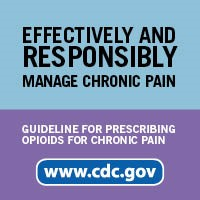 EFFECTIVELY AND
RESPONSIBLY
MANAGE CHRONIC PAIN
GUIDELINE FOR PRESCRIBING
OPIOIDS FOR CHRONIC PAIN
www.cdc.gov